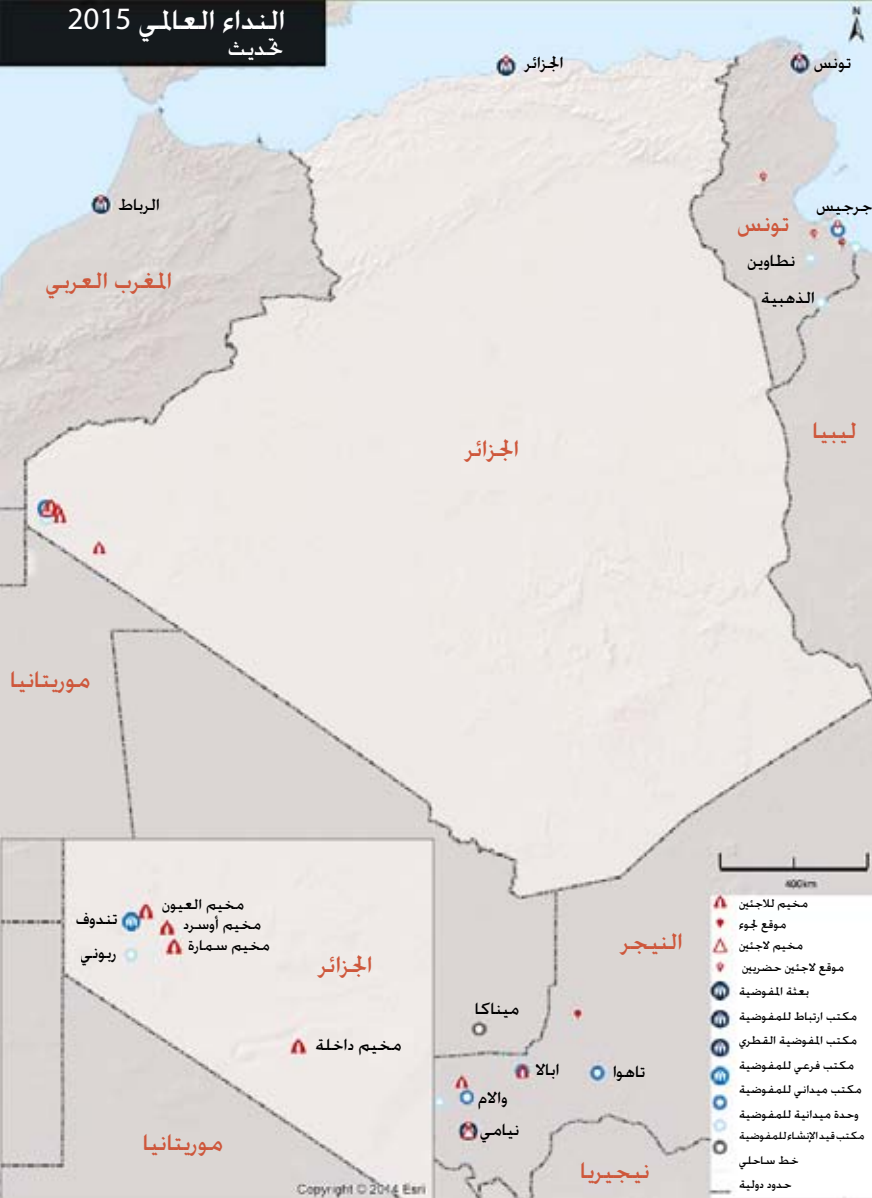 النداء العالمي 2015
تحديث
الجزائر
تونس
الرباط
جرجيس
تونس
نطاوين
المغرب العربي
الذهبية
ليبيا
الجزائر
موريتانيا
400km
مخيم للاجئين
موقع لجوء
مخيم لاجئين
موقع لاجئين حضريين
بعثة المفوضية
مكتب ارتباط للمفوضية
مكتب المفوضية القطري
مكتب فرعي للمفوضية
مكتب ميداني للمفوضية
وحدة ميدانية للمفوضية
مكتب قيد الإنشاء للمفوضية
خط ساحلي
حدود دولية
النيجر
ميناكا
ابالا
تاهوا
والام
نيامي
نيجيريا
مخيم العيون
تندوف
مخيم أوسرد
مخيم سمارة
ربوني
الجزائر
مخيم داخلة
موريتانيا
Copyright © 2014 Esri
N